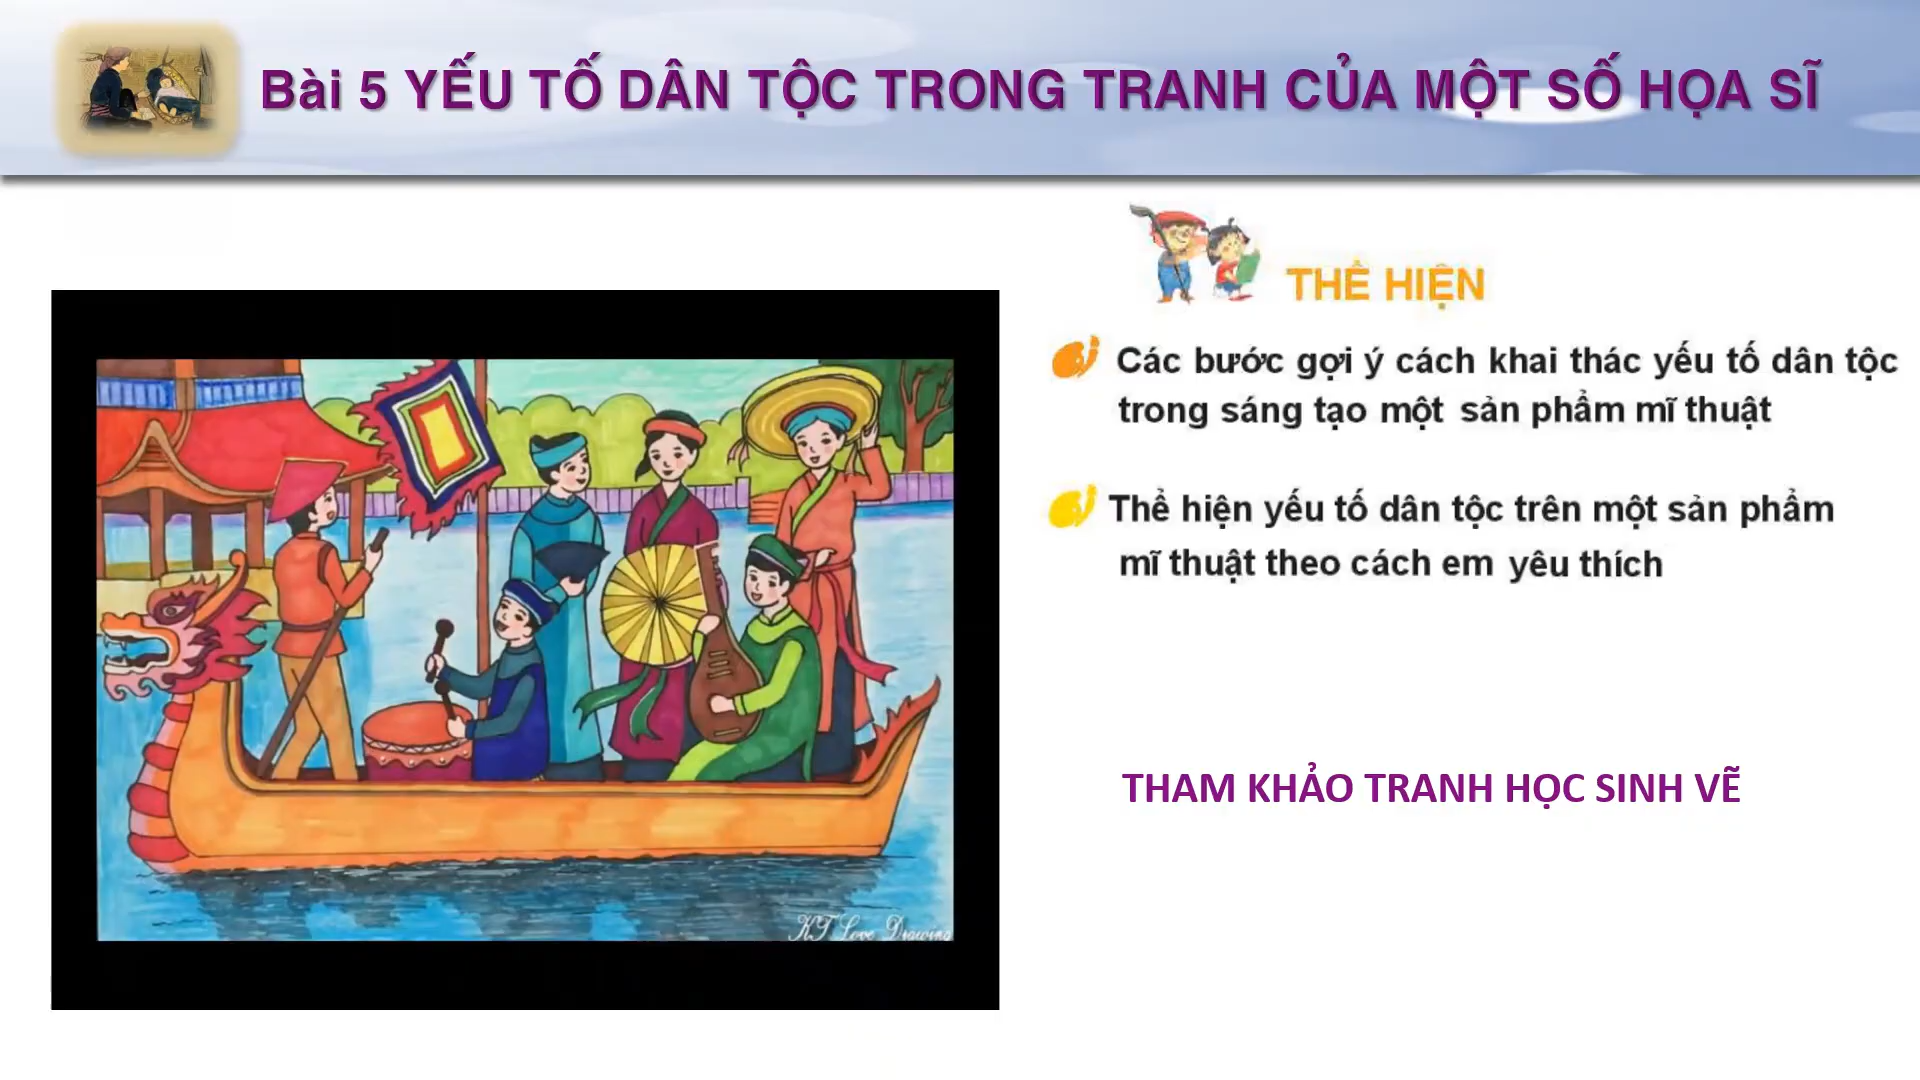 Bài 5 YẾU TỐ DÂN TỘC TRONG TRANH CỦA MỘT SỐ HỌA SĨ
THỂ HIỆN
Các bước gợi ý cách khai thác yếu tố dân tộc
trong sáng tạo một sản phẩm mĩ thuật
Thể hiện yếu tố dân tộc trên một sản phẩm
mĩ thuật theo cách em yêu thích
THAM KHẢO TRANH HỌC SINH VẼ
KT Love Drawing